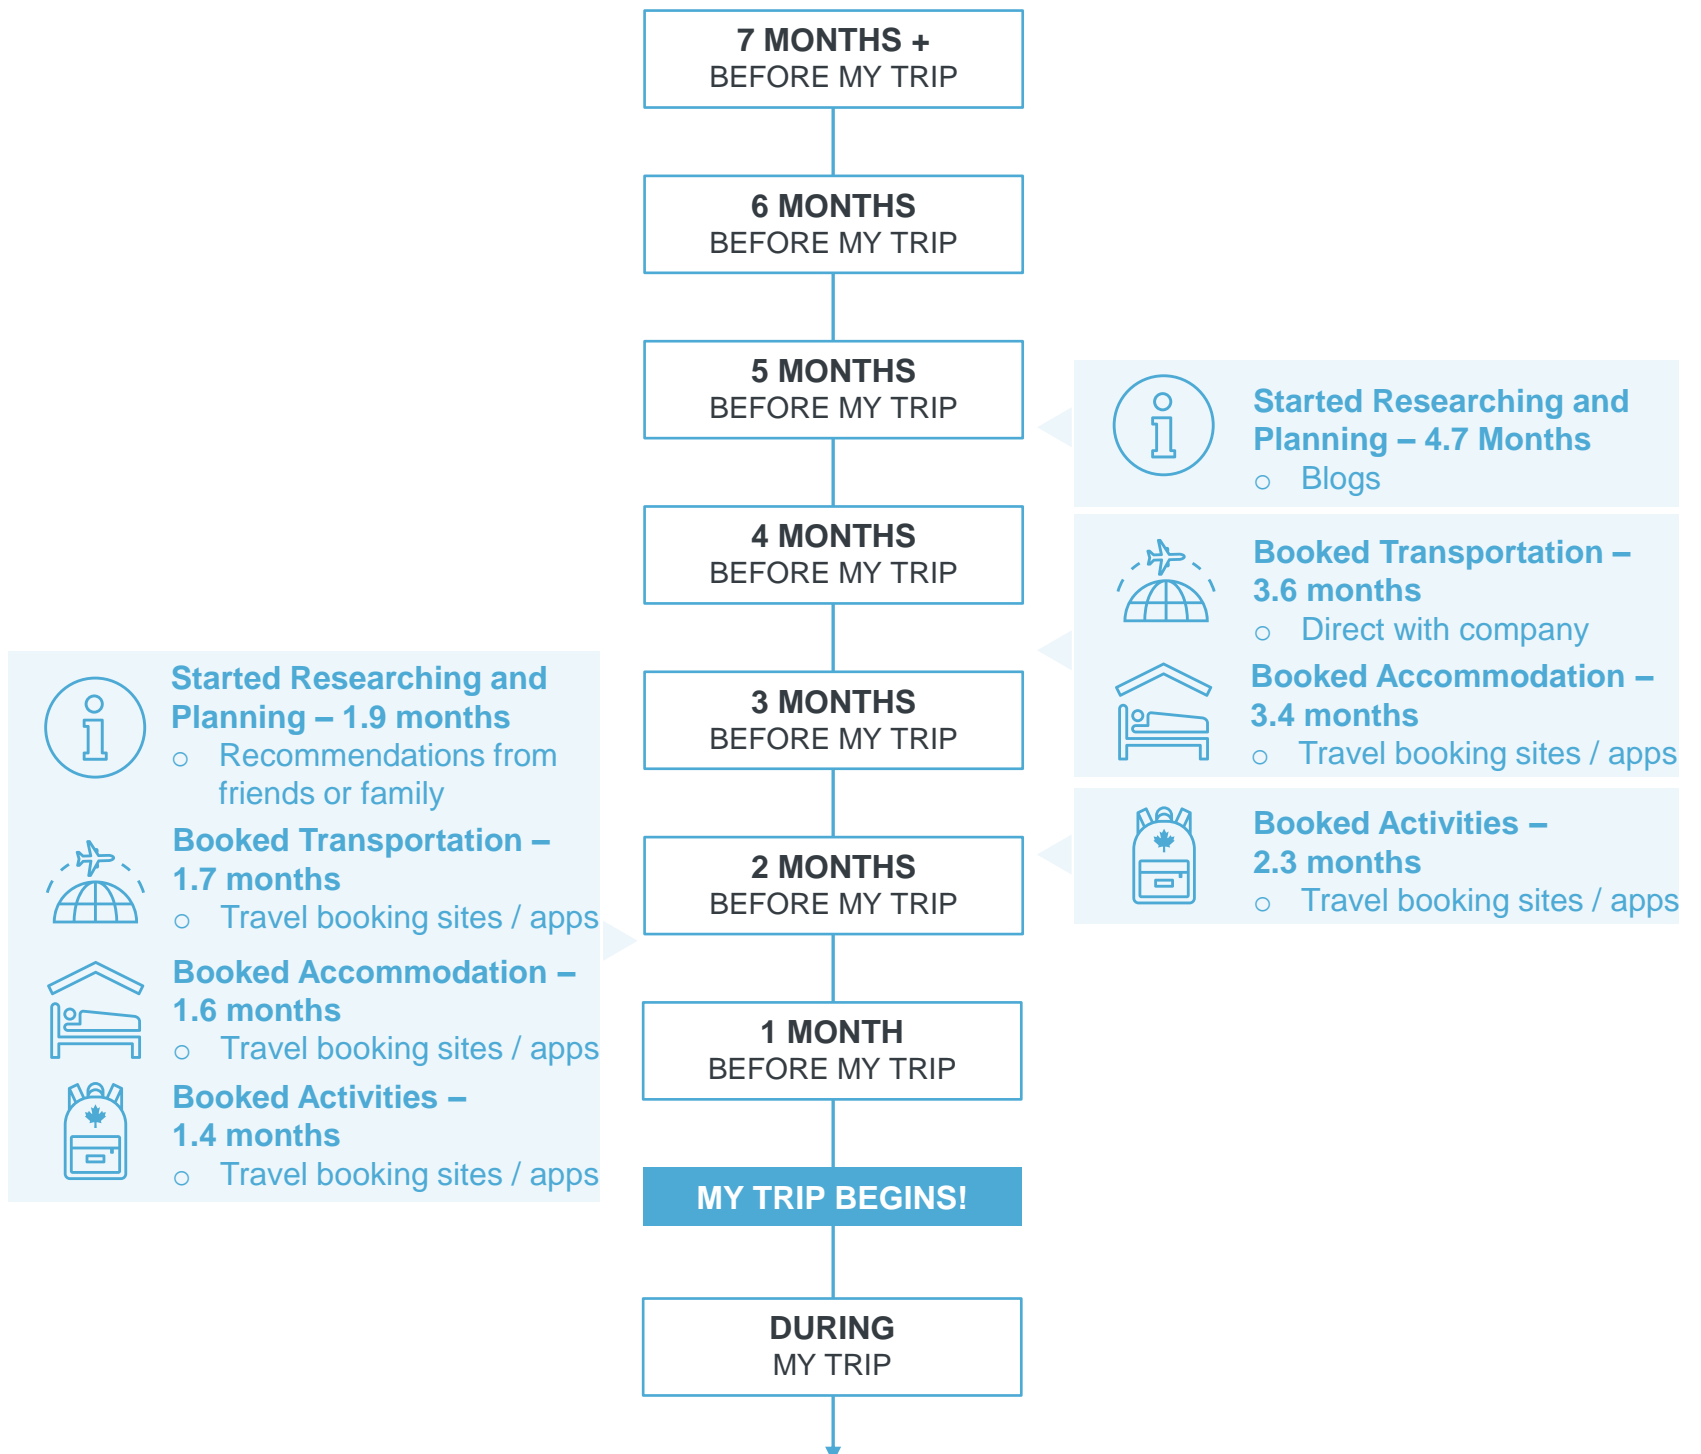 7 MONTHS +
BEFORE MY TRIP
6 MONTHS
BEFORE MY TRIP
5 MONTHS
BEFORE MY TRIP
4 MONTHS
BEFORE MY TRIP
3 MONTHS
BEFORE MY TRIP
2 MONTHS
BEFORE MY TRIP
1 MONTH
BEFORE MY TRIP
MY TRIP BEGINS!
DURING
MY TRIP
Started Researching and
Planning – 1.9 months
○ Recommendations from
friends or family
Booked Transportation –
1.7 months
○ Travel booking sites / apps
Booked Accommodation –
1.6 months
○ Travel booking sites / apps
Booked Activities –
1.4 months
○ Travel booking sites / apps
Started Researching and
Planning – 4.7 Months
○ Blogs
Booked Transportation –
3.6 months
○ Direct with company
Booked Accommodation –
3.4 months
○ Travel booking sites / apps
Booked Activities –
2.3 months
○ Travel booking sites / apps